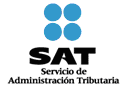 SAT
Servicio de
Administración Tributaria